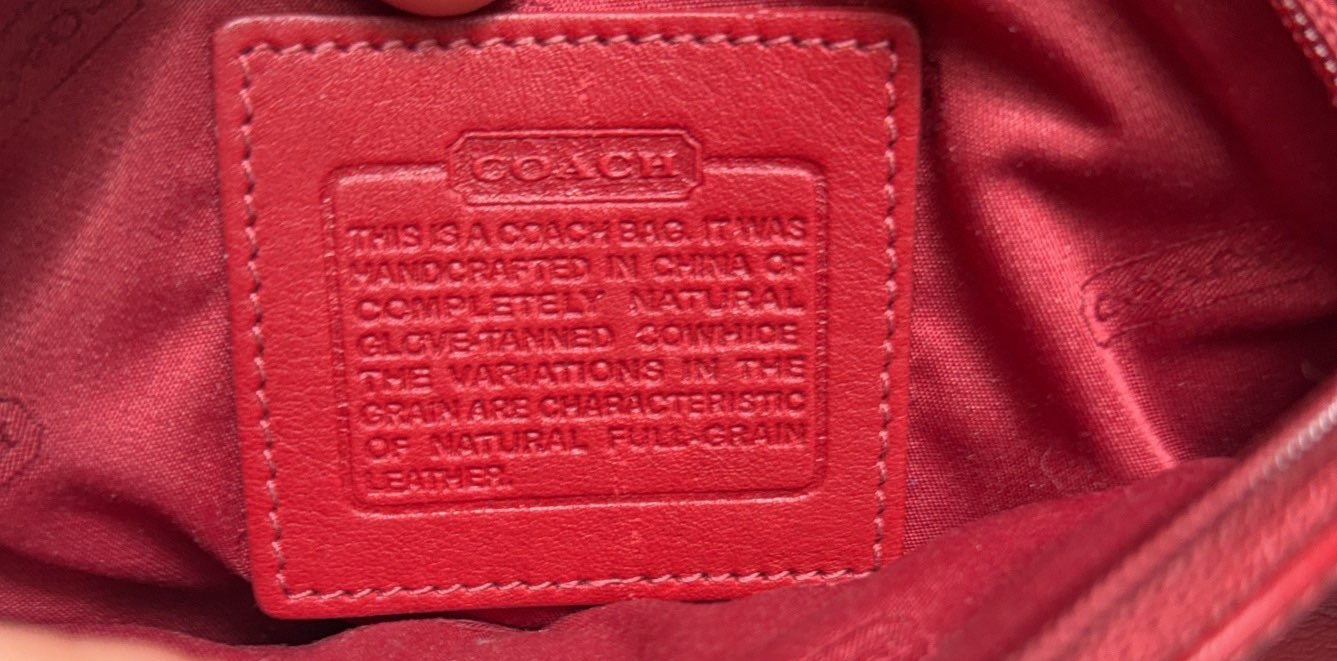 COACH
THIS IS A COACH BAG. IT WAS
HANDCRAFTED IN CHINA OF
COMPLETELY NATURAL
GLOVE-TANNED COWHIDE
THE VARIATIONS IN THE
GRAIN ARE CHARACTERISTIC
OF NATURAL FULL-GRAIN
LEATHER.